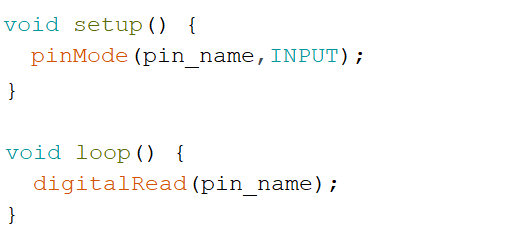 void setup() {
  pinMode(pin_name,INPUT);
}
void loop() {
  digitalRead(pin_name);
}